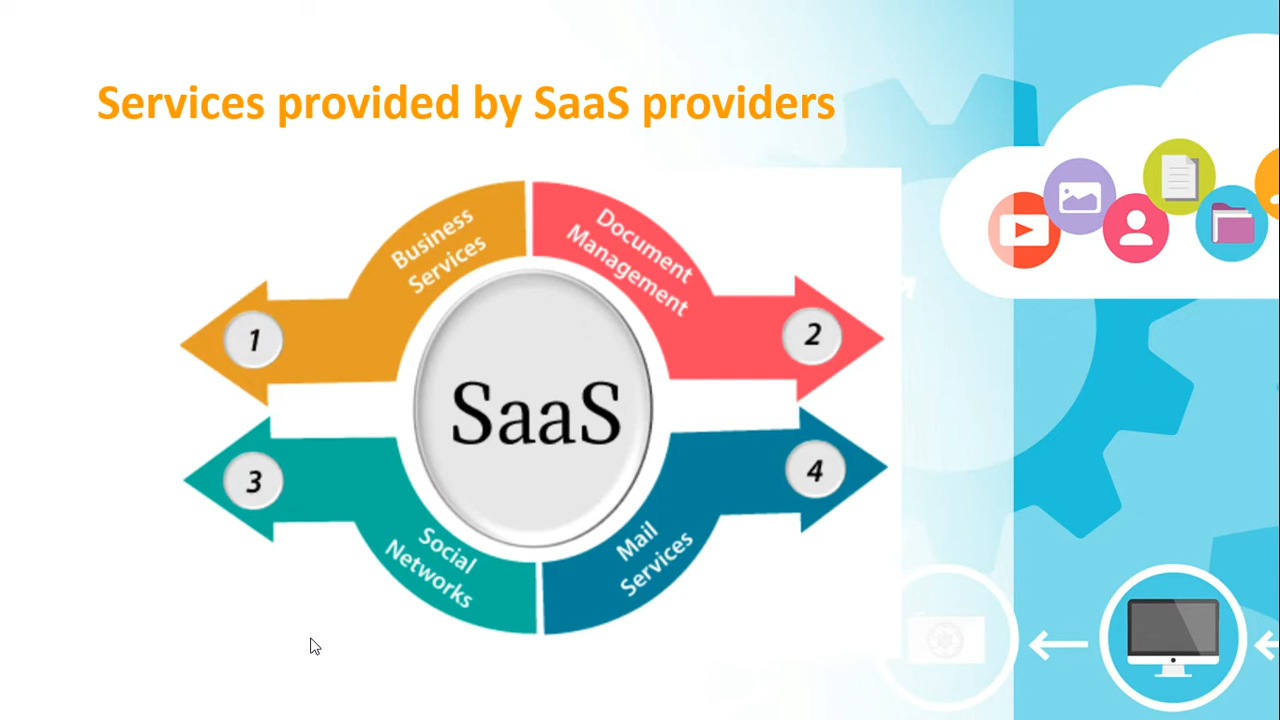 Services provided by SaaS providers
Business
Services
1
Document
Management
2
SaaS
3
Social
Networks
4
Mail
Services